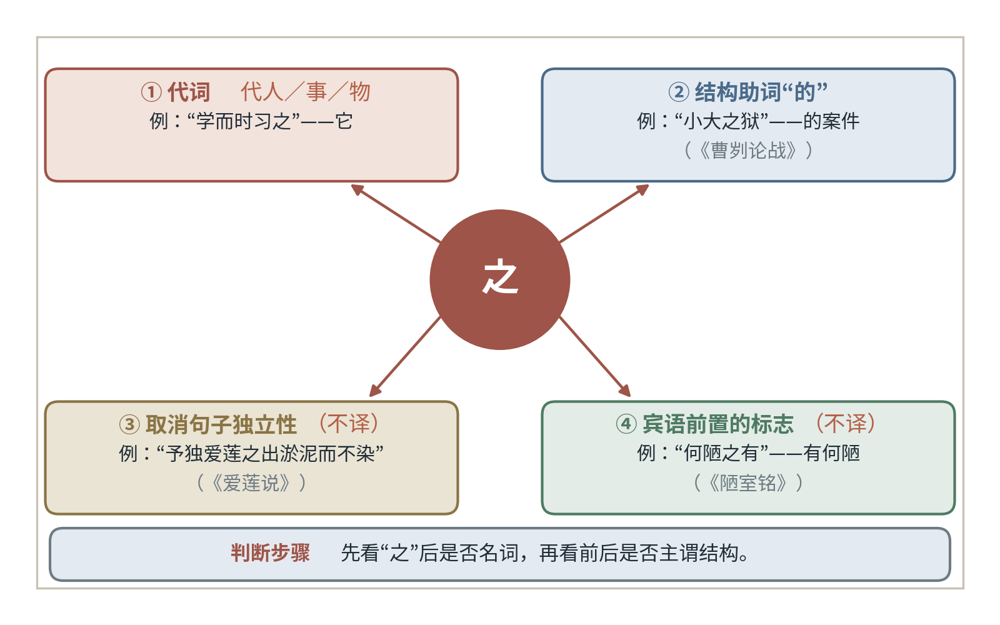 ① 代词 代人／事／物
例：“学而时习之”——它
② 结构助词“的”
例：“小大之狱”——的案件
（《曹刿论战》）
之
③ 取消句子独立性（不译）
例：“予独爱莲之出淤泥而不染”
（《爱莲说》）
④ 宾语前置的标志（不译）
例：“何陋之有”——有何陋
（《陋室铭》）
判断步骤 先看“之”后是否名词，再看前后是否主谓结构。